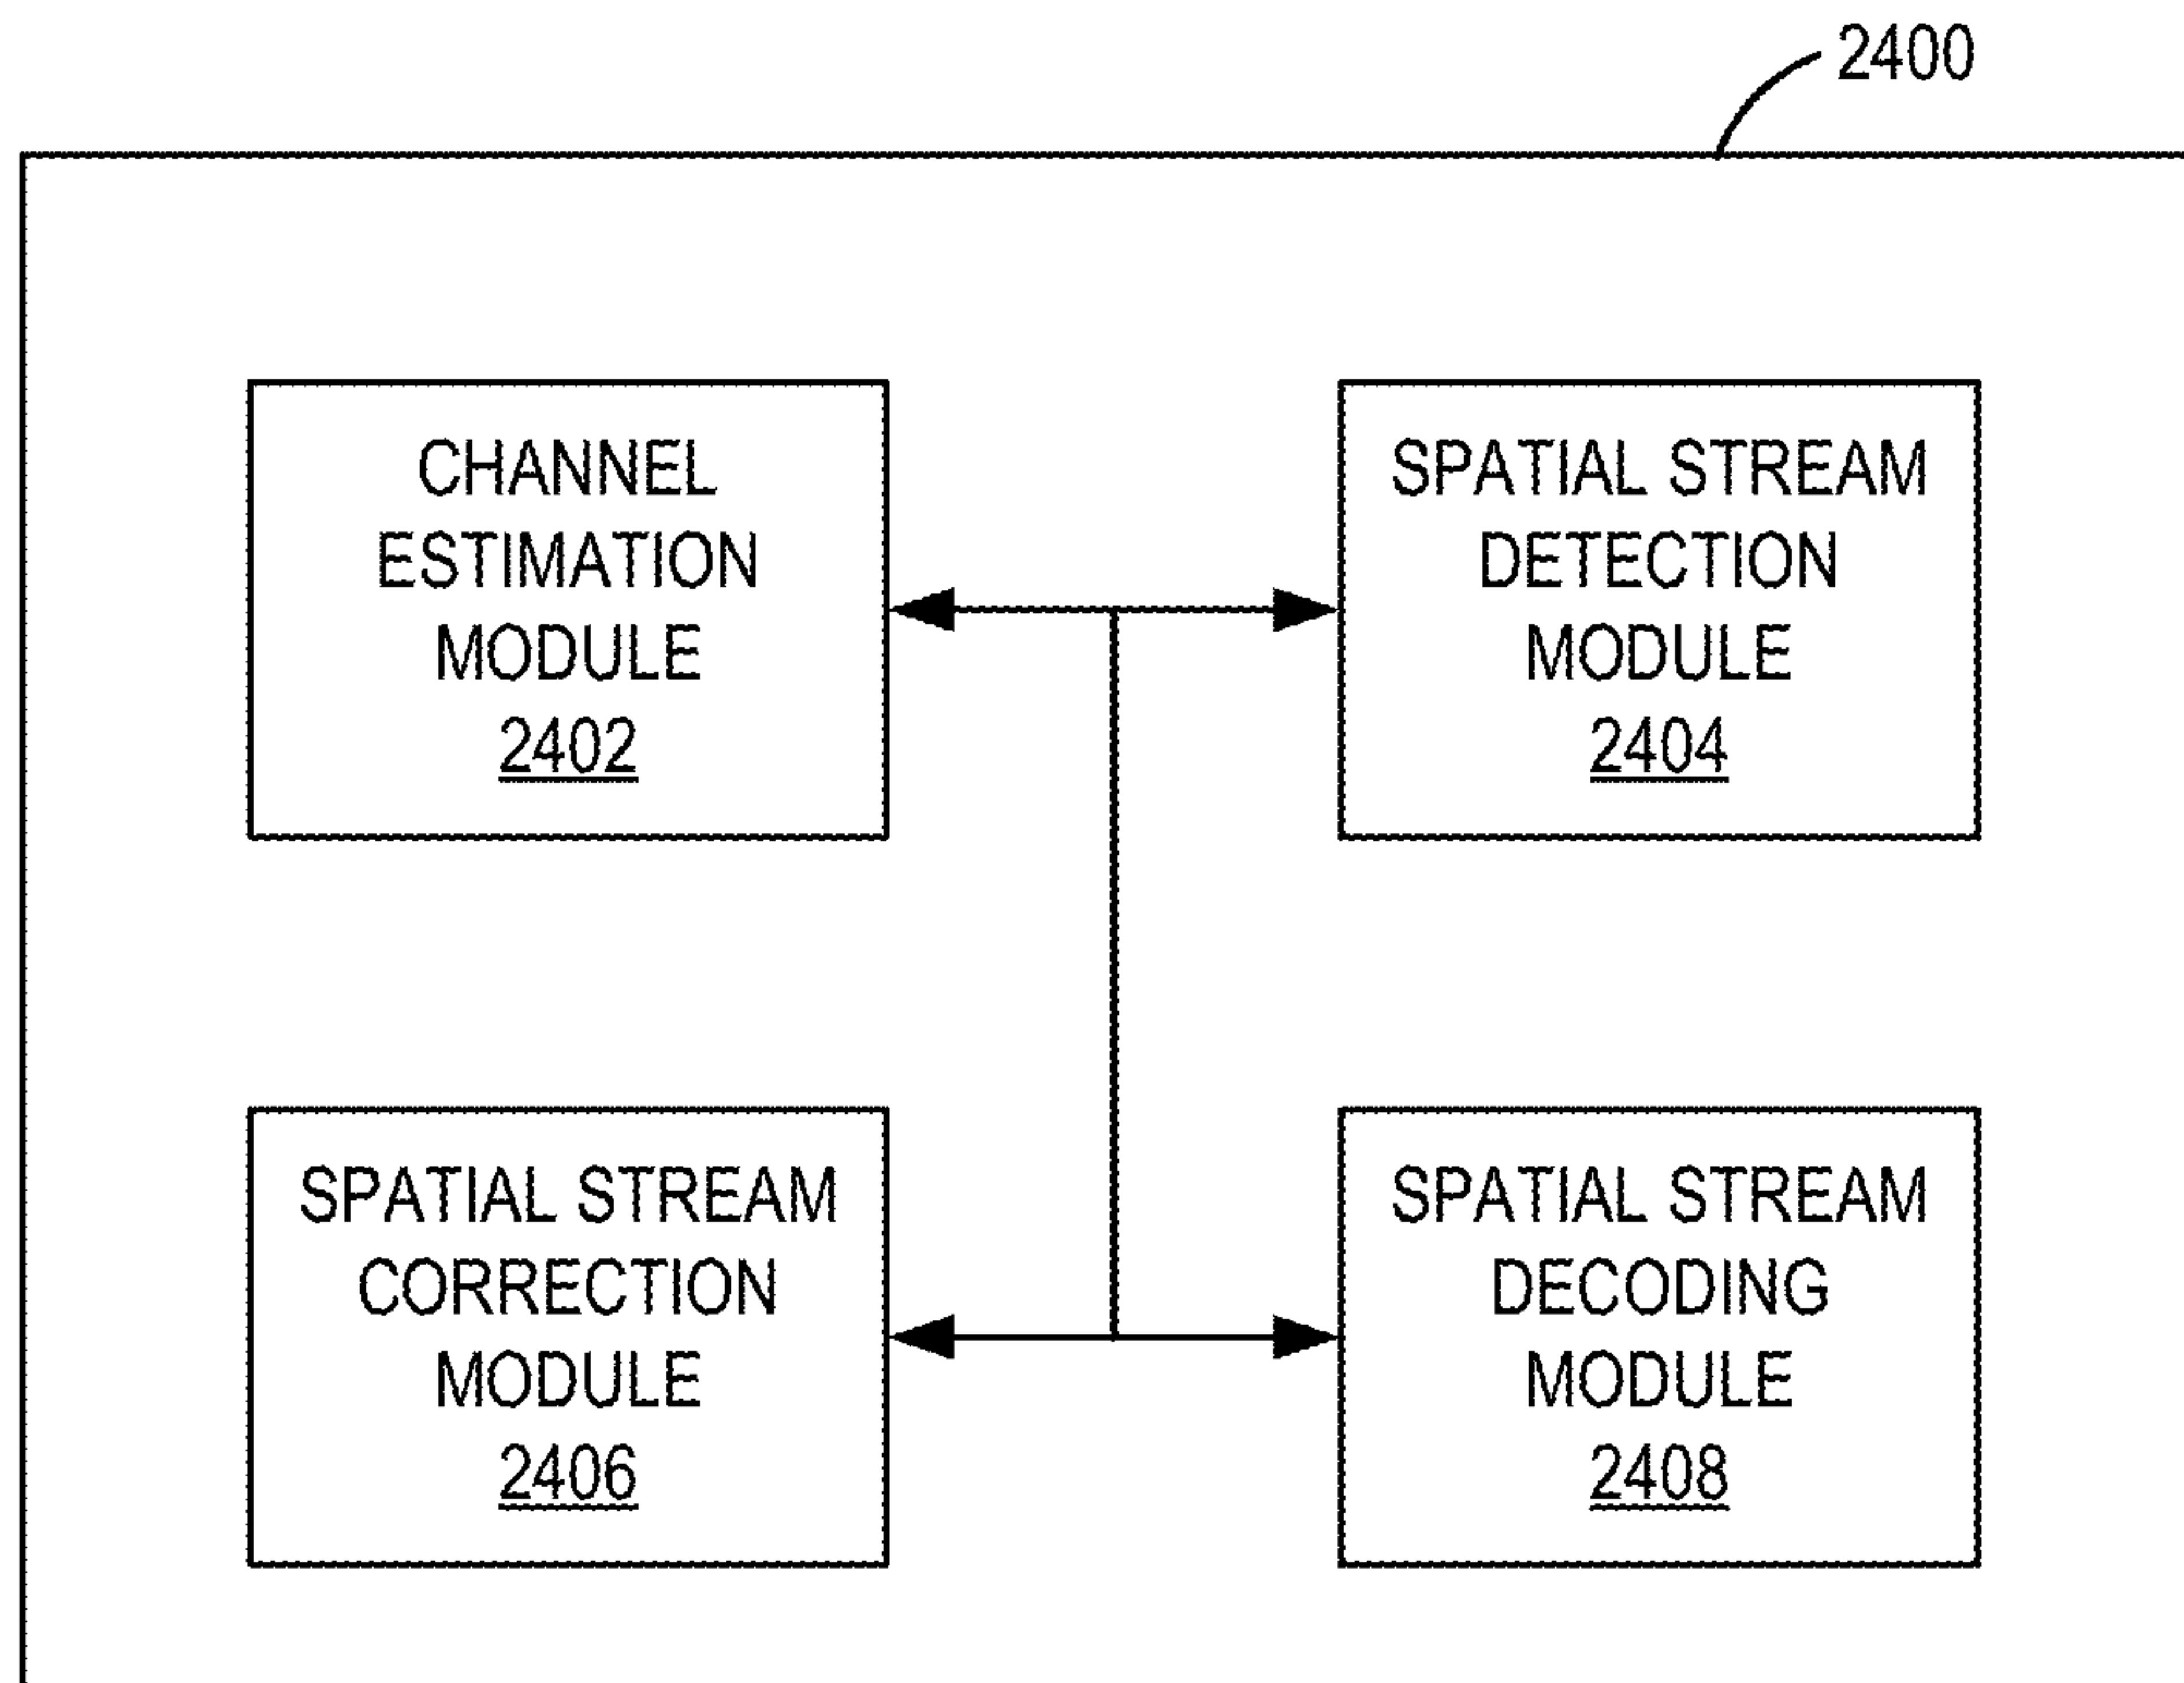 2400
CHANNEL
ESTIMATION
MODULE
2402
SPATIAL STREAM
DETECTION
MODULE
2404
SPATIAL STREAM
CORRECTION
MODULE
2406
SPATIAL STREAM
DECODING
MODULE
2408